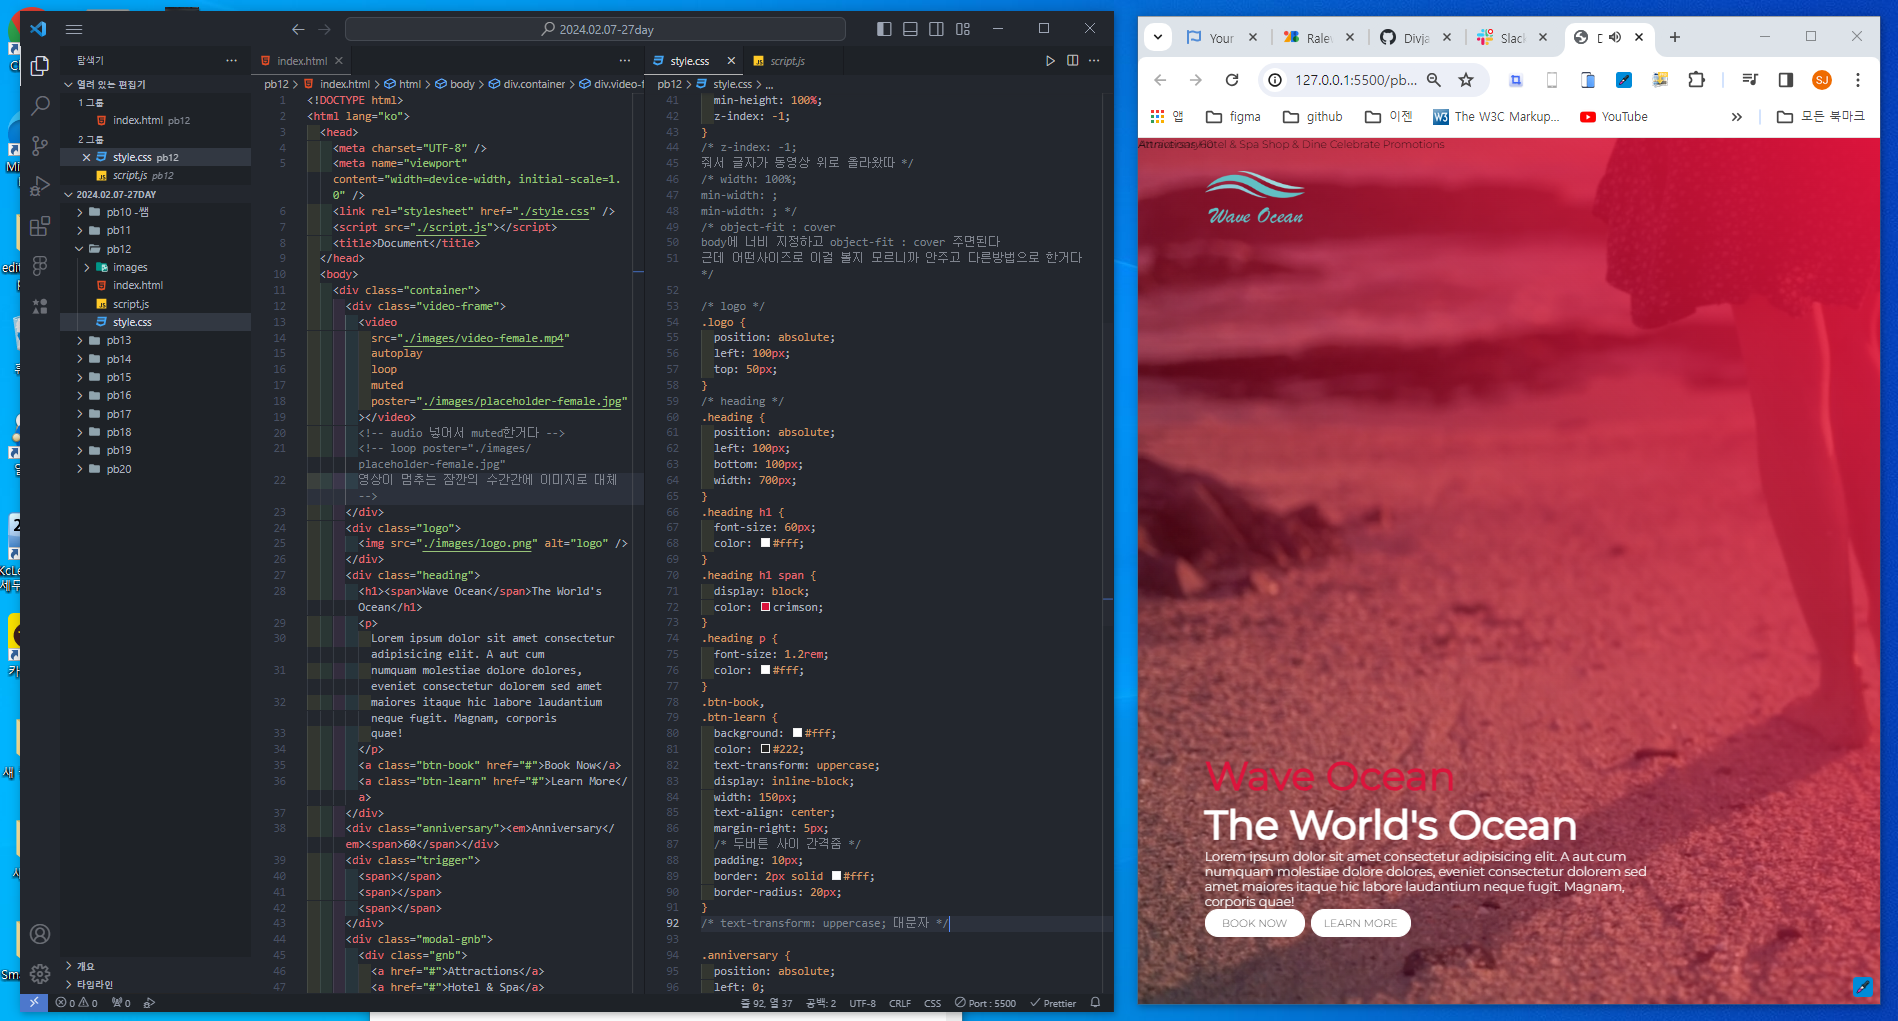 2024.02.07-27day
탐색기
열려 있는 편집기
1 그룹
index.html pb12
2 그룹
style.css pb12
script.js pb12
2024.02.07-27DAY
pb10 -쌤
pb11
pb12
images
index.html
script.js
style.css
pb13
pb14
pb15
pb16
pb17
pb18
pb19
pb20
개요
타임라인
index.html
pb12 > index.html > html > body > div.container > div.video-f
1 <!DOCTYPE html>
2 <html lang="ko">
3 <head>
4 <meta charset="UTF-8" />
5 <meta name="viewport"
content="width=device-width, initial-scale=1.
0" />
6 <link rel="stylesheet" href="./style.css" />
7 <script src="./script.js"></script>
8 <title>Document</title>
9 </head>
10 <body>
11 <div class="container">
12 <div class="video-frame">
13 <video
14 src="./images/video-female.mp4"
15 autoplay
16 loop
17 muted
18 poster="./images/placeholder-female.jpg"
19 ></video>
20 <!-- audio 넣어서 muted한거다 -->
21 <!-- loop poster="./images/
placeholder-female.jpg"
22 영상이 멈추는 잠깐의 수간간에 이미지로 대체
-->
23 </div>
24 <div class="logo">
25 <img src="./images/logo.png" alt="logo" />
26 </div>
27 <div class="heading">
28 <h1><span>Wave Ocean</span>The World's
Ocean</h1>
29 <p>
30 Lorem ipsum dolor sit amet consectetur
adipisicing elit. A aut cum
31 numquam molestiae dolore dolores,
eveniet consectetur dolorem sed amet
32 maiores itaque hic labore laudantium
neque fugit. Magnam, corporis
33 quae!
34 </p>
35 <a class="btn-book" href="#">Book Now</a>
36 <a class="btn-learn" href="#">Learn More</
a>
37 </div>
38 <div class="anniversary"><em>Anniversary</
em><span>60</span></div>
39 <div class="trigger">
40 <span></span>
41 <span></span>
42 <span></span>
43 </div>
44 <div class="modal-gnb">
45 <div class="gnb">
46 <a href="#">Attractions</a>
47 <a href="#">Hotel & Spa</a>
style.css
script.js
pb12 > style.css > ...
41 min-height: 100%;
42 z-index: -1;
43 }
44 /* z-index: -1;
45 줘서 글자가 동영상 위로 올라왔따 */
46 /* width: 100%;
47 min-width: ;
48 min-width: ; */
49 /* object-fit : cover
50 body에 너비 지정하고 object-fit : cover 주면된다
51 근데 어떤사이즈로 이걸 볼지 모르니까 안주고 다른방법으로 한거다
*/
52
53 /* logo */
54 .logo {
55 position: absolute;
56 left: 100px;
57 top: 50px;
58 }
59 /* heading */
60 .heading {
61 position: absolute;
62 left: 100px;
63 bottom: 100px;
64 width: 700px;
65 }
66 .heading h1 {
67 font-size: 60px;
68 color: #fff;
69 }
70 .heading h1 span {
71 display: block;
72 color: crimson;
73 }
74 .heading p {
75 font-size: 1.2rem;
76 color: #fff;
77 }
78 .btn-book,
79 .btn-learn {
80 background: #fff;
81 color: #222;
82 text-transform: uppercase;
83 display: inline-block;
84 width: 150px;
85 text-align: center;
86 margin-right: 5px;
87 /* 두버튼 사이 간격줌 */
88 padding: 10px;
89 border: 2px solid #fff;
90 border-radius: 20px;
91 }
92 /* text-transform: uppercase; 대문자 */
93
94 .anniversary {
95 position: absolute;
96 left: 0;
0 0 0
줄 92, 열 37 공백: 2 UTF-8 CRLF CSS Port : 5500 Prettier
Your Ralev Divja Slack
127.0.0.1:5500/pb...
SJ
앱 figma github 이젠 The W3C Markup... YouTube » 모든 북마크
Hotel & Spa Shop & Dine Celebrate Promotions
Wave Ocean
Wave Ocean
The World's Ocean
Lorem ipsum dolor sit amet consectetur adipisicing elit. A aut cum
numquam molestiae dolore dolores, eveniet consectetur dolorem sed
amet maiores itaque hic labore laudantium neque fugit. Magnam,
corporis quae!
BOOK NOW LEARN MORE